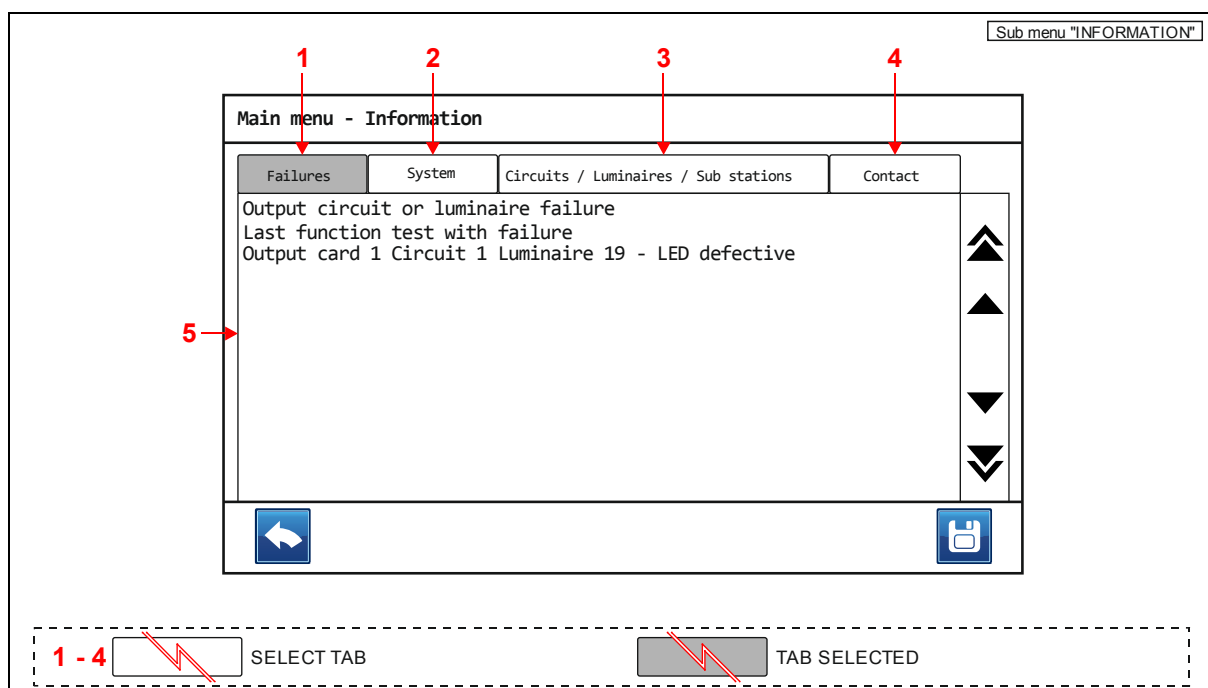 Sub menu "INFORMATION"
1 2 3 4
Main menu - Information
Failures System Circuits / Luminaires / Sub stations Contact
Output circuit or luminaire failure
Last function test with failure
Output card 1 Circuit 1 Luminaire 19 - LED defective
5
1 - 4 SELECT TAB TAB SELECTED